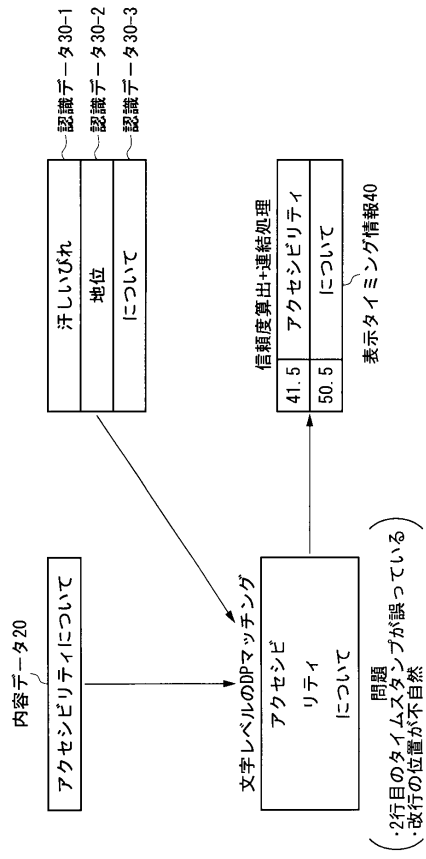 内容データ20
アクセシビリティについて
汗しいびれ
地位
について
認識データ30-1
認識データ30-2
認識データ30-3
文字レベルのDPマッチング
アクセシビ
リティ
について
問題
・2行目のタイムスタンプが誤っている
・改行の位置が不自然
信頼度算出+連結処理
41.5 アクセシビリティ
50.5 について
表示タイミング情報40